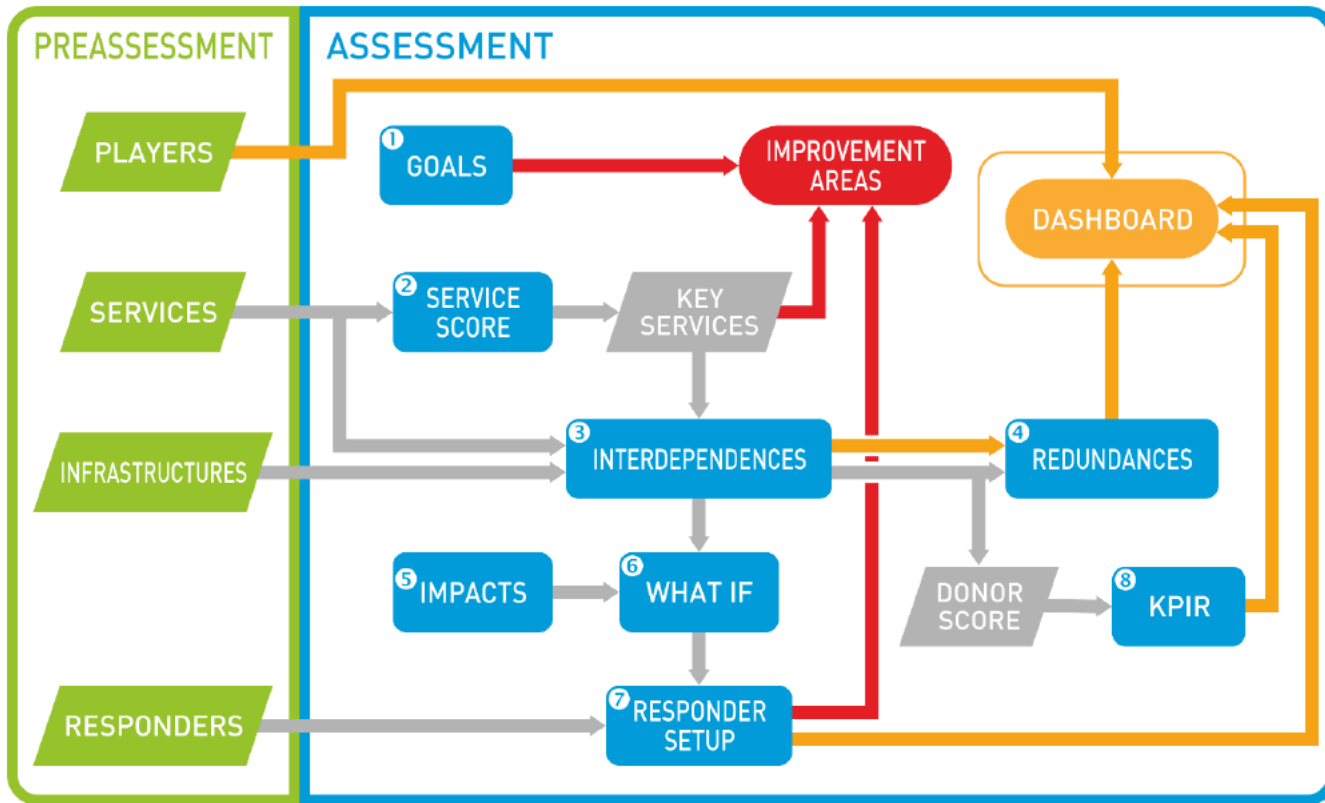 PREASSESSMENT
ASSESSMENT
PLAYERS
1
GOALS
IMPROVEMENT
AREAS
DASHBOARD
SERVICES
2
SERVICE
SCORE
KEY
SERVICES
INFRASTRUCTURES
3
INTERDEPENDENCES
4
REDUNDANCES
5
IMPACTS
6
WHAT IF
DONOR
SCORE
8
KPIR
RESPONDERS
7
RESPONDER
SETUP